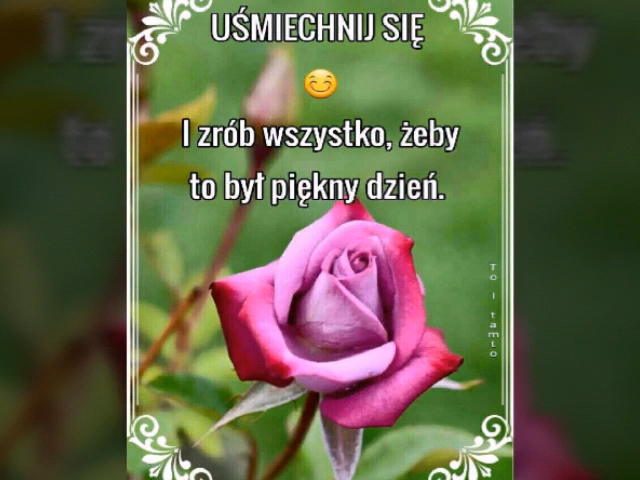 UŚMIECHNIJ SIĘ
😊
I zrób wszystko, żeby
to był piękny dzień.
To I tamto